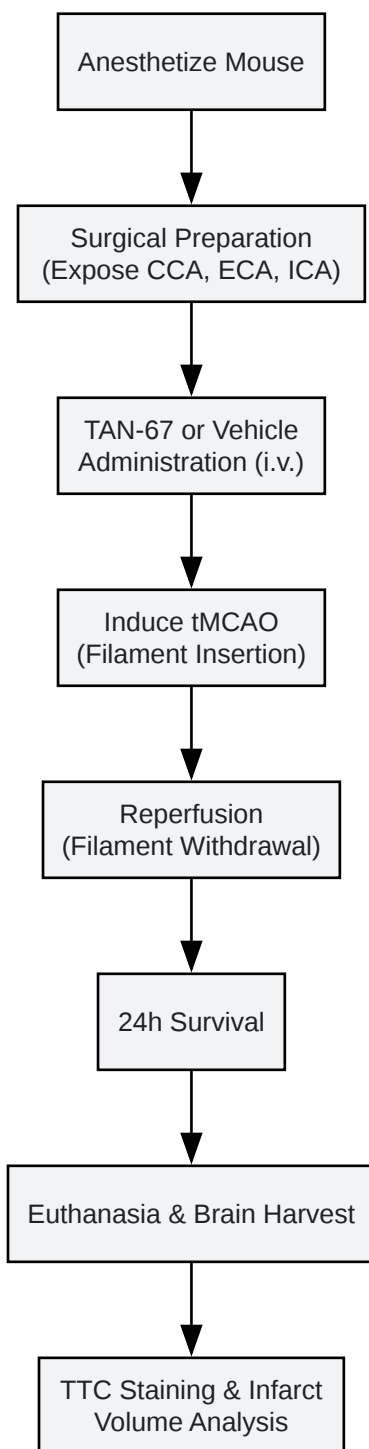 Anesthetize Mouse
Surgical Preparation
(Expose CCA, ECA, ICA)
TAN-67 or Vehicle
Administration (i.v.)
Induce tMCAO
(Filament Insertion)
Reperfusion
(Filament Withdrawal)
24h Survival
Euthanasia & Brain Harvest
TTC Staining & Infarct
Volume Analysis